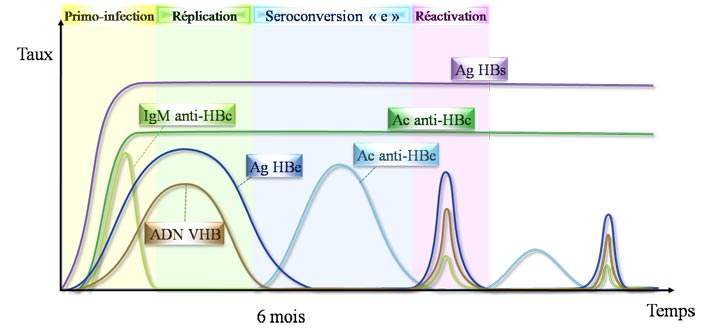 Primo-infection Réplication Seroconversion « e » Réactivation
Taux
Ag HBs
IgM anti-HBc
Ac anti-HBc
Ag HBe
Ac anti-HBe
ADN VHB
6 mois
Temps